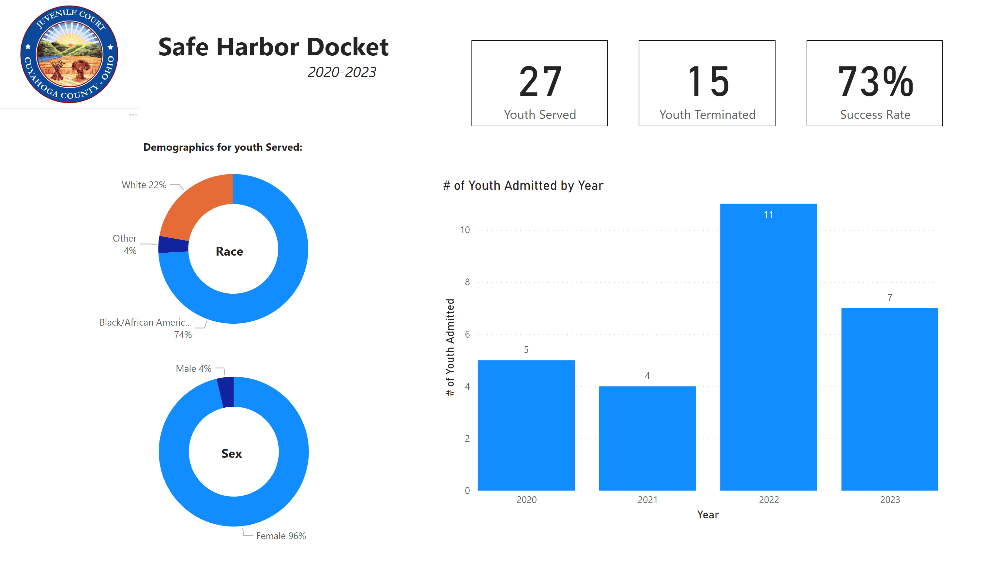 JUVENILE COURT
CUYAHOGA COUNTY - OHIO
Safe Harbor Docket
2020-2023
...
27
Youth Served
15
Youth Terminated
73%
Success Rate
Demographics for youth Served:
White 22%
Other
4%
Race
Black/African Americ...
74%
Male 4%
Sex
Female 96%
# of Youth Admitted by Year
# of Youth Admitted
10
8
6
4
2
0
5
4
11
7
2020
2021
2022
2023
Year